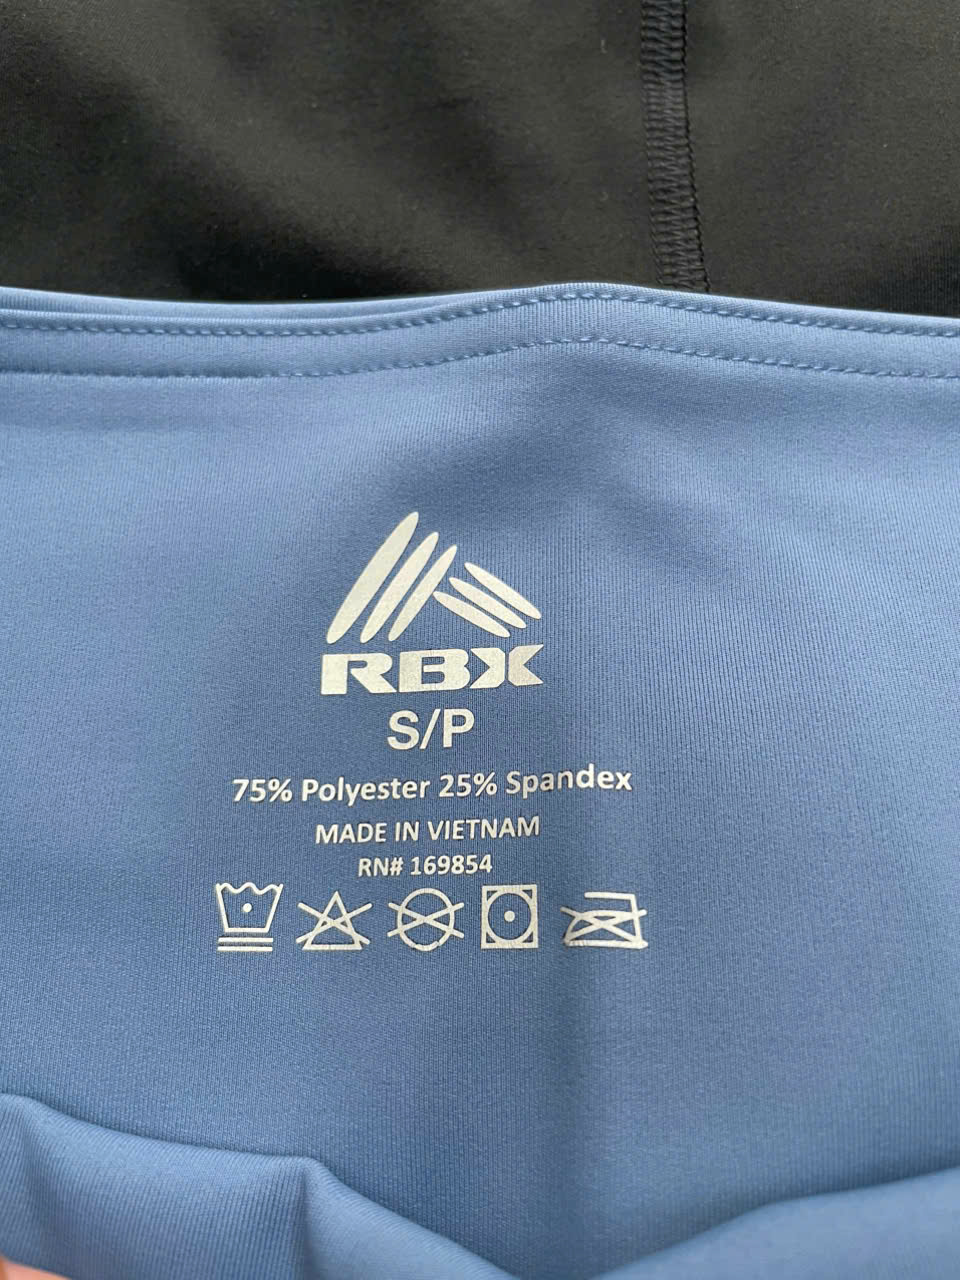 RBX
S/P
75% Polyester 25% Spandex
MADE IN VIETNAM
RN# 169854